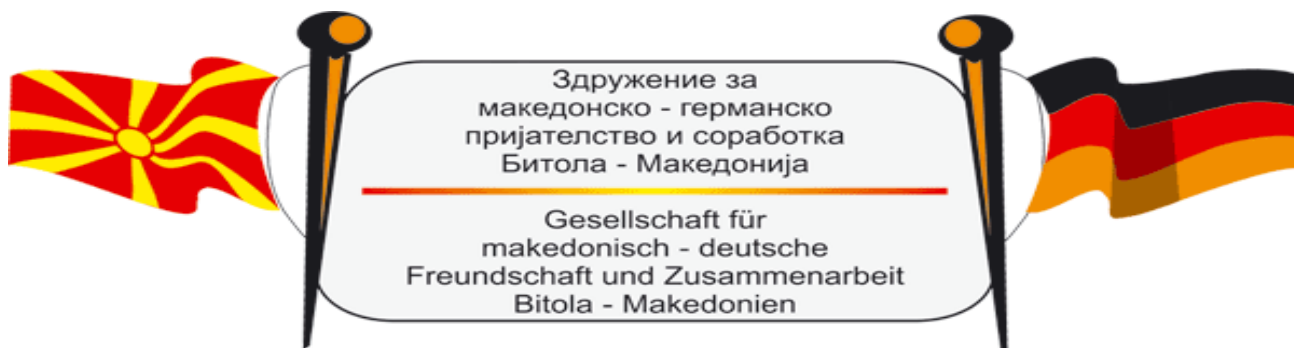 Здружение за
македонско - германско
пријателство и соработка
Битола - Македонија
Gesellschaft für
makedonisch - deutsche
Freundschaft und Zusammenarbeit
Bitola - Makedonien